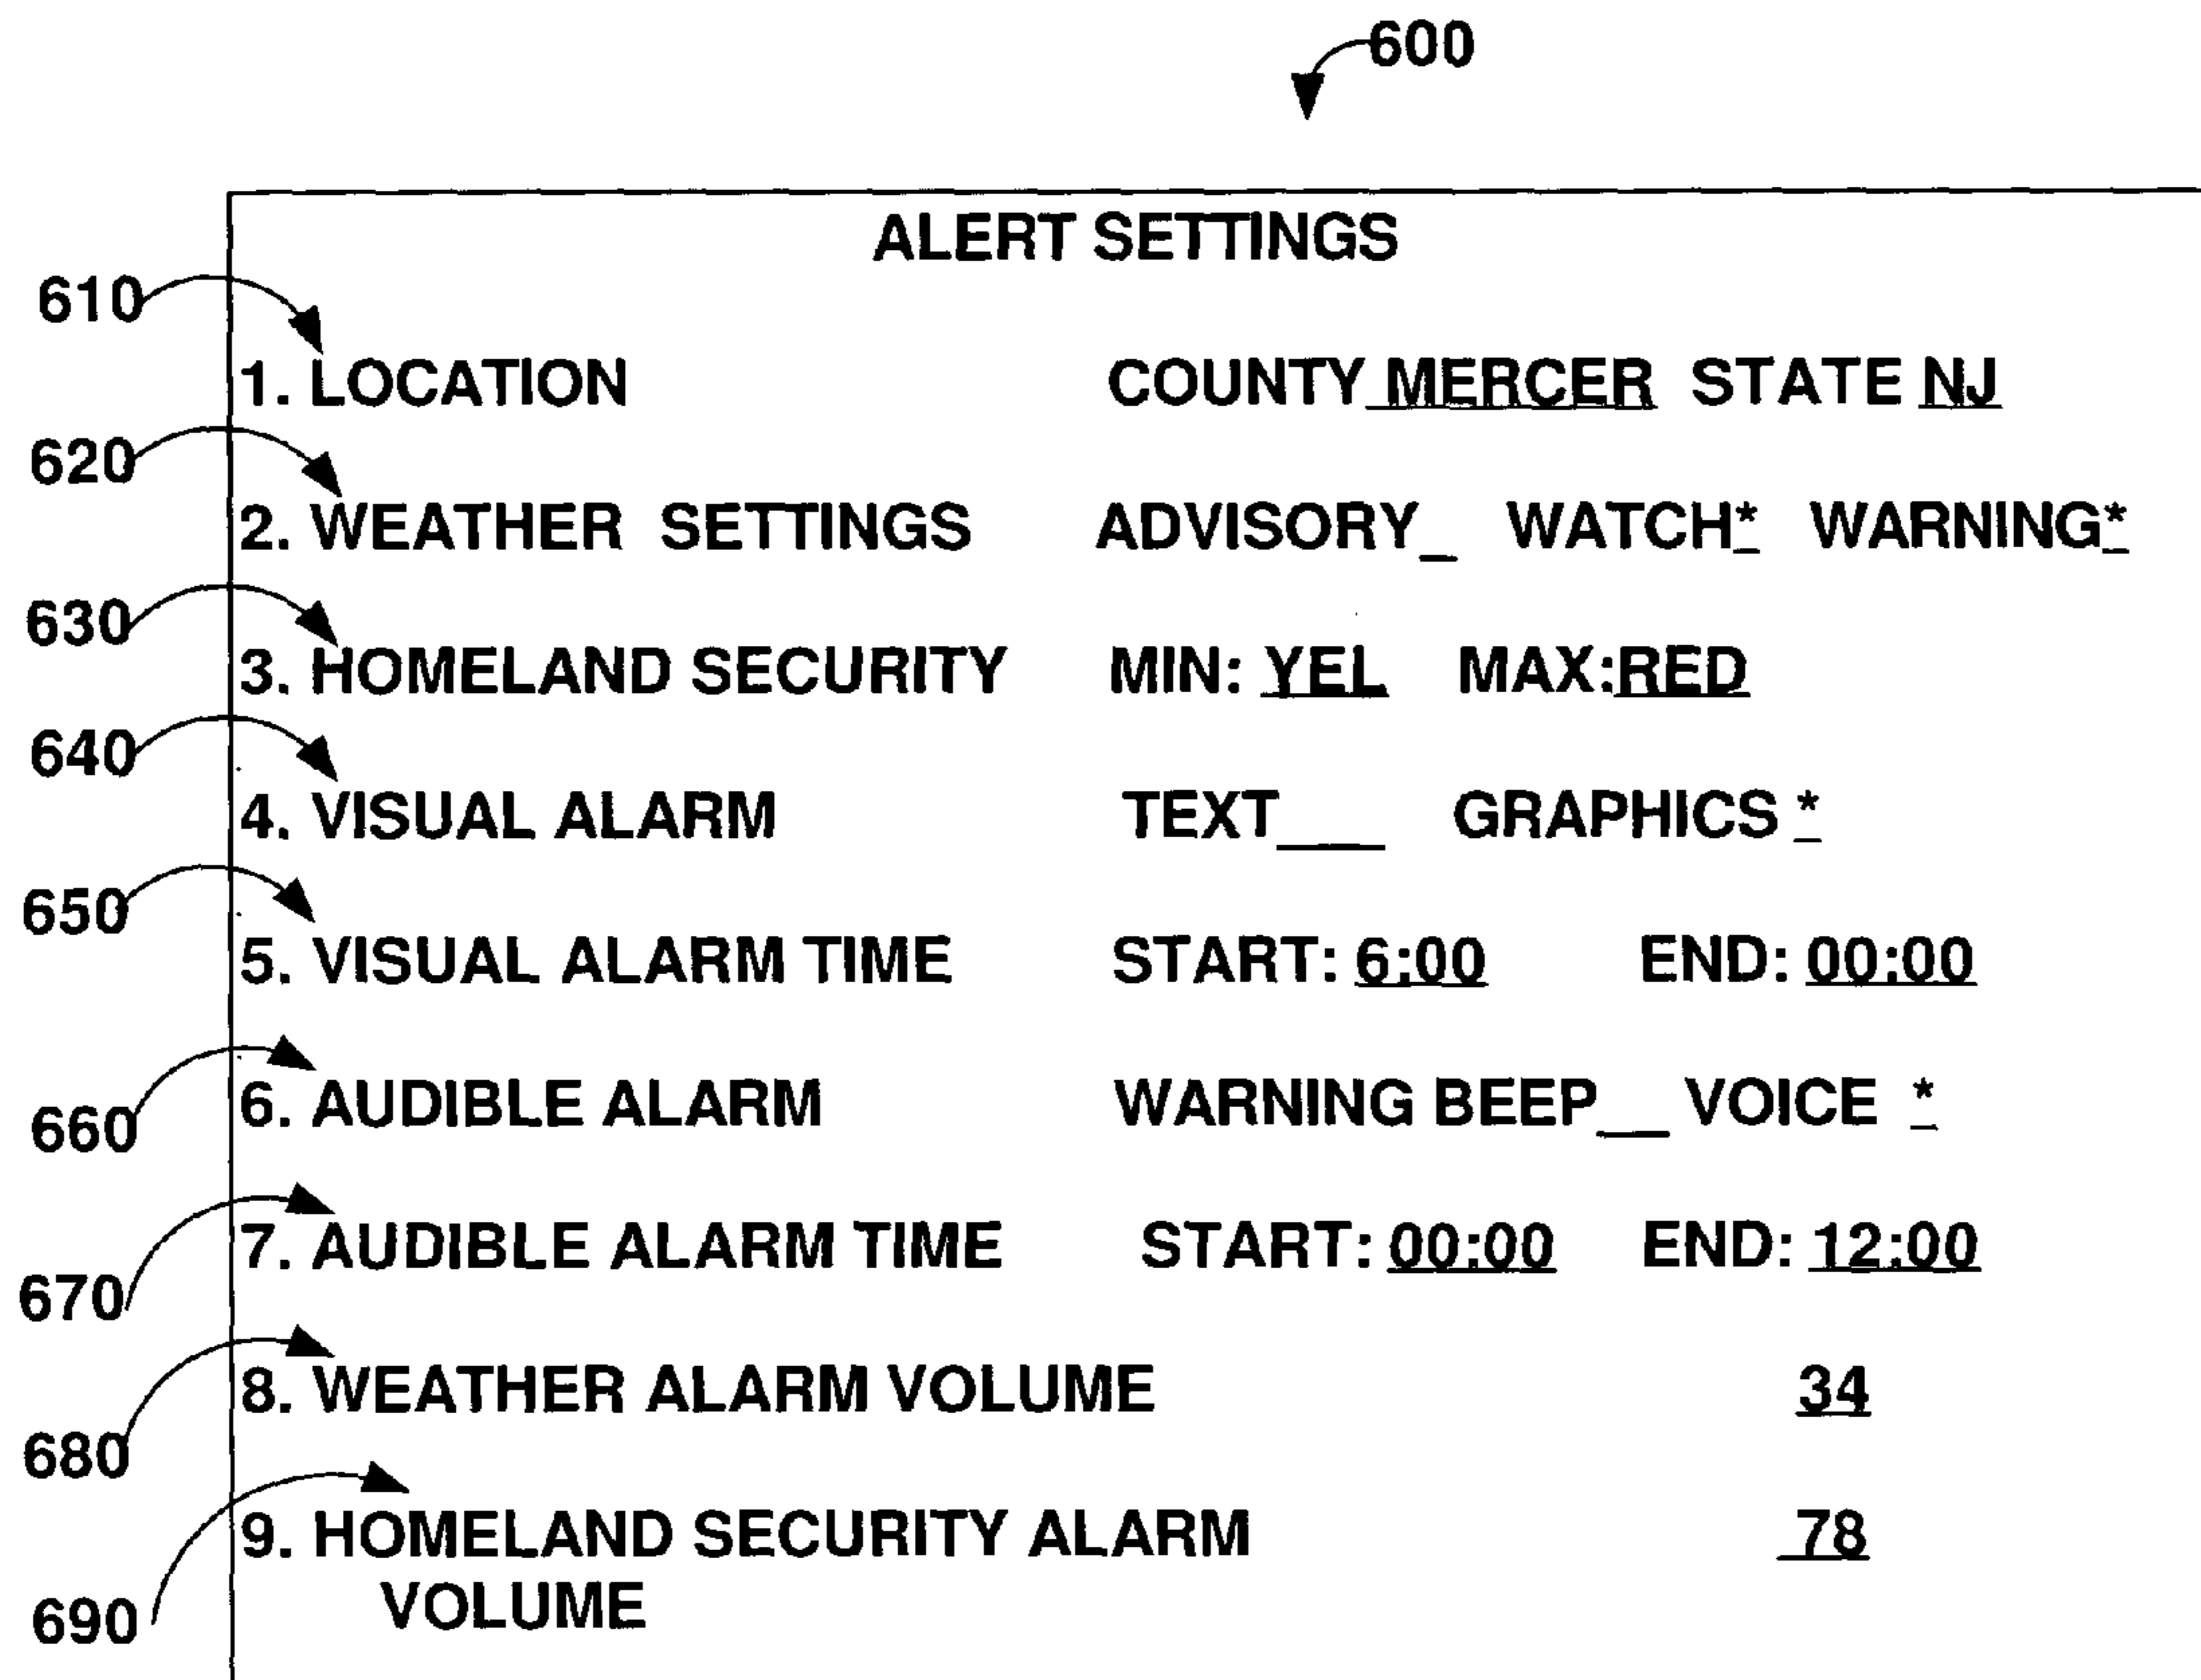 600
ALERT SETTINGS
610
1. LOCATION COUNTY MERCER STATE NJ
620
2. WEATHER SETTINGS ADVISORY_ WATCH* WARNING*
630
3. HOMELAND SECURITY MIN: YEL MAX:RED
640
4. VISUAL ALARM TEXT___ GRAPHICS *
650
5. VISUAL ALARM TIME START: 6:00 END: 00:00
660
6. AUDIBLE ALARM WARNING BEEP__ VOICE *
670
7. AUDIBLE ALARM TIME START: 00:00 END: 12:00
680
8. WEATHER ALARM VOLUME 34
690
9. HOMELAND SECURITY ALARM 78
VOLUME